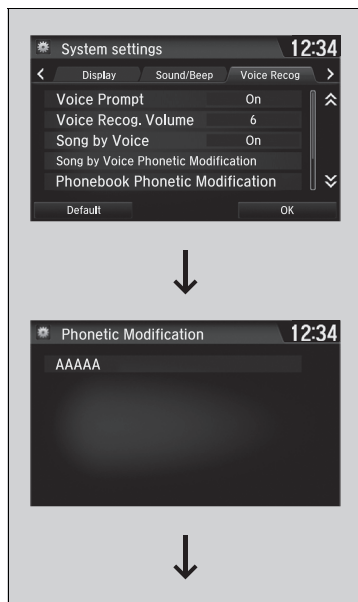 System settings 12:34
Display Sound/Beep Voice Recog
Voice Prompt On
Voice Recog. Volume 6
Song by Voice On
Song by Voice Phonetic Modification
Phonebook Phonetic Modification
Default OK
Phonetic Modification 12:34
AAAAA